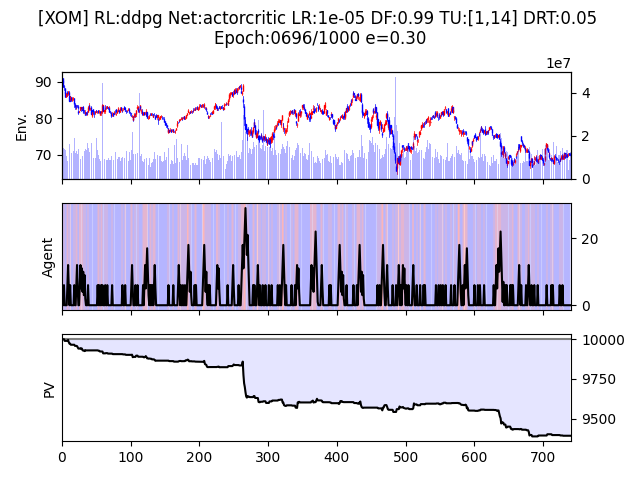 [XOM] RL:ddpg Net:actorcritic LR:1e-05 DF:0.99 TU:[1,14] DRT:0.05
Epoch:0696/1000 e=0.30
1e7
90
80
70
Env.
4
2
0
Agent
20
0
PV
10000
9750
9500
0 100 200 300 400 500 600 700